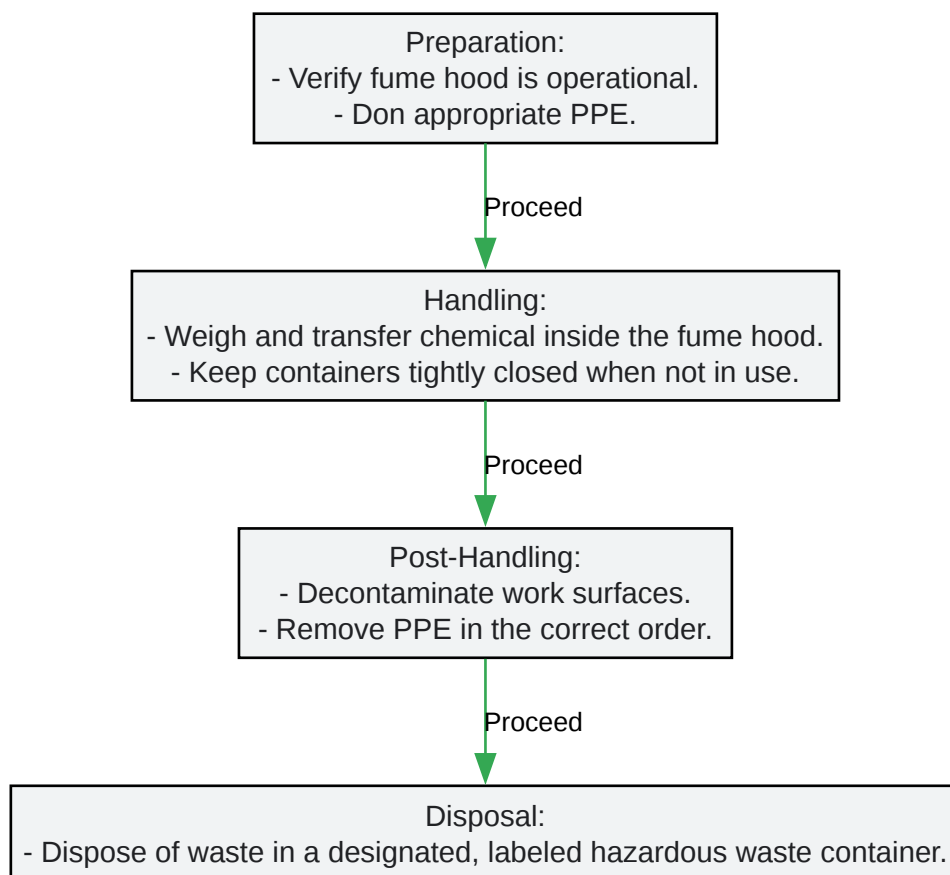 Preparation:
- Verify fume hood is operational.
- Don appropriate PPE.
Proceed
Handling:
- Weigh and transfer chemical inside the fume hood.
- Keep containers tightly closed when not in use.
Proceed
Post-Handling:
- Decontaminate work surfaces.
- Remove PPE in the correct order.
Proceed
Disposal:
- Dispose of waste in a designated, labeled hazardous waste container.